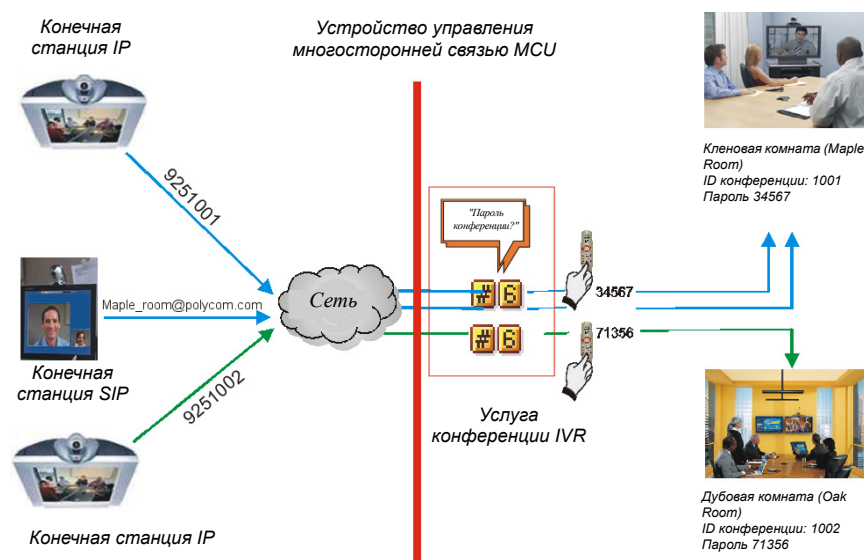 Конечная
станция IP
Устройство управления
многосторонней связью MCU
9251001
"Пароль
конференции?"
Кленовая комната (Maple
Room)
ID конференции: 1001
Пароль 34567
Maple_room@polycom.com
Сеть
# 6
34567
# 6
71356
Конечная
станция SIP
9251002
Услуга
конференции IVR
Конечная станция IP
Дубовая комната (Oak
Room)
ID конференции: 1002
Пароль 71356